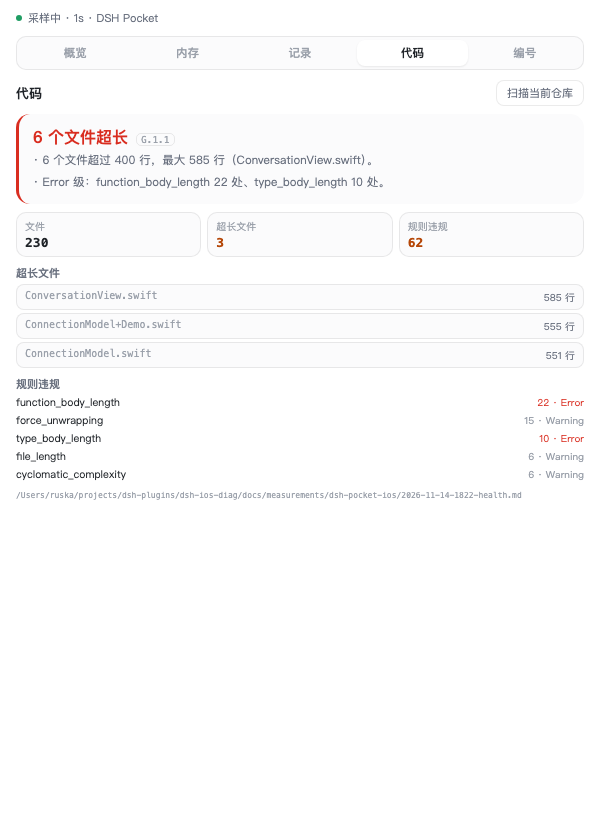 采样中 · 1s · DSH Pocket
概览 内存 记录 代码 编号
代码 扫描当前仓库
6 个文件超长 G.1.1
· 6 个文件超过 400 行，最大 585 行（ConversationView.swift）。
· Error 级：function_body_length 22 处、type_body_length 10 处。
文件 超长文件 规则违规
230 3 62
超长文件
ConversationView.swift 585 行
ConnectionModel+Demo.swift 555 行
ConnectionModel.swift 551 行
规则违规
function_body_length 22 · Error
force_unwrapping 15 · Warning
type_body_length 10 · Error
file_length 6 · Warning
cyclomatic_complexity 6 · Warning
/Users/ruska/projects/dsh-plugins/dsh-ios-diag/docs/measurements/dsh-pocket-ios/2026-11-14-1822-health.md